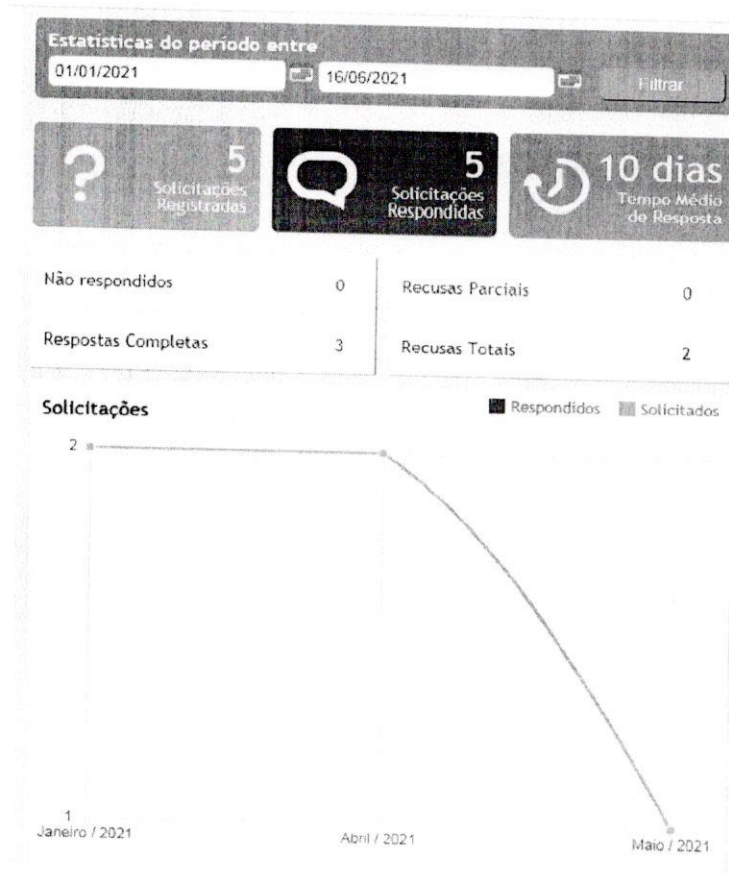 Estatísticas do período entre
01/01/2021 16/06/2021 Filtrar
5
Solicitações
Registradas
5
Solicitações
Respondidas
10 dias
Tempo Médio
de Resposta
Não respondidos 0
Recusas Parciais 0
Respostas Completas 3
Recusas Totais 2
Solicitações
Respondidos Solicitados
2
1
Janeiro / 2021 Abril / 2021 Maio / 2021